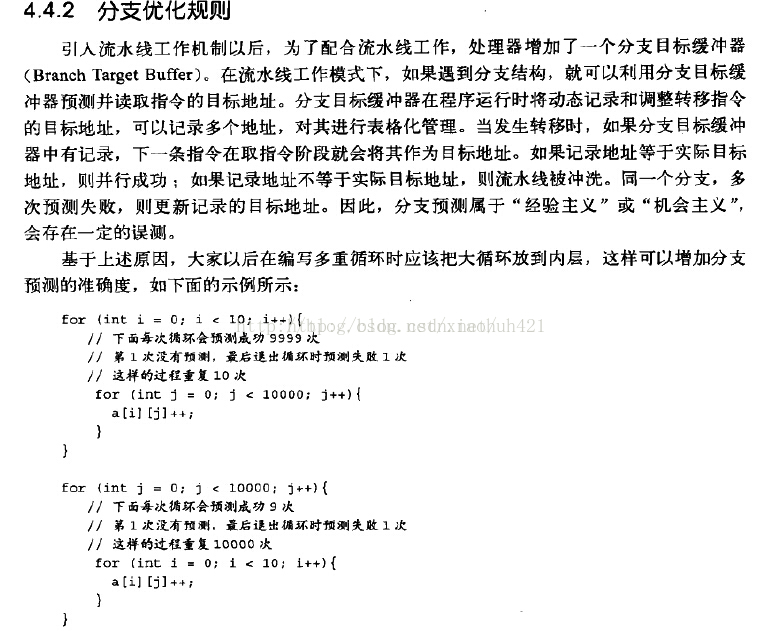 4.4.2 分支优化规则
引入流水线工作机制以后，为了配合流水线工作，处理器增加了一个分支目标缓冲器
（Branch Target Buffer）。在流水线工作模式下，如果遇到分支结构，就可以利用分支目标缓
冲器预测并读取指令的目标地址。分支目标缓冲器在程序运行时将动态记录和调整转移指令
的目标地址，可以记录多个地址，对其进行表格化管理。当发生转移时，如果分支目标缓冲
器中有记录，下一条指令在取指令阶段就会将其作为目标地址。如果记录地址等于实际目标
地址，则并行成功；如果记录地址不等于实际目标地址，则流水线被冲洗。同一个分支，多
次预测失败，则更新记录的目标地址。因此，分支预测属于“经验主义”或“机会主义”，
会存在一定的误测。
基于上述原因，大家以后在编写多重循环时应该把大循环放到内层，这样可以增加分支
预测的准确度，如下面的示例所示：
for (int i = 0; i < 10; i++){
// 下面每次循环会预测成功 9999 次
// 第 1 次没有预测，最后退出循环时预测失败 1 次
// 这样的过程重复 10 次
for (int j = 0; j < 10000; j++){
a[i][j]++;
}
}
for (int j = 0; j < 10000; j++){
// 下面每次循环会预测成功 9 次
// 第 1 次没有预测，最后退出循环时预测失败 1 次
// 这样的过程重复 10000 次
for (int i = 0; i < 10; i++){
a[i][j]++;
}
}